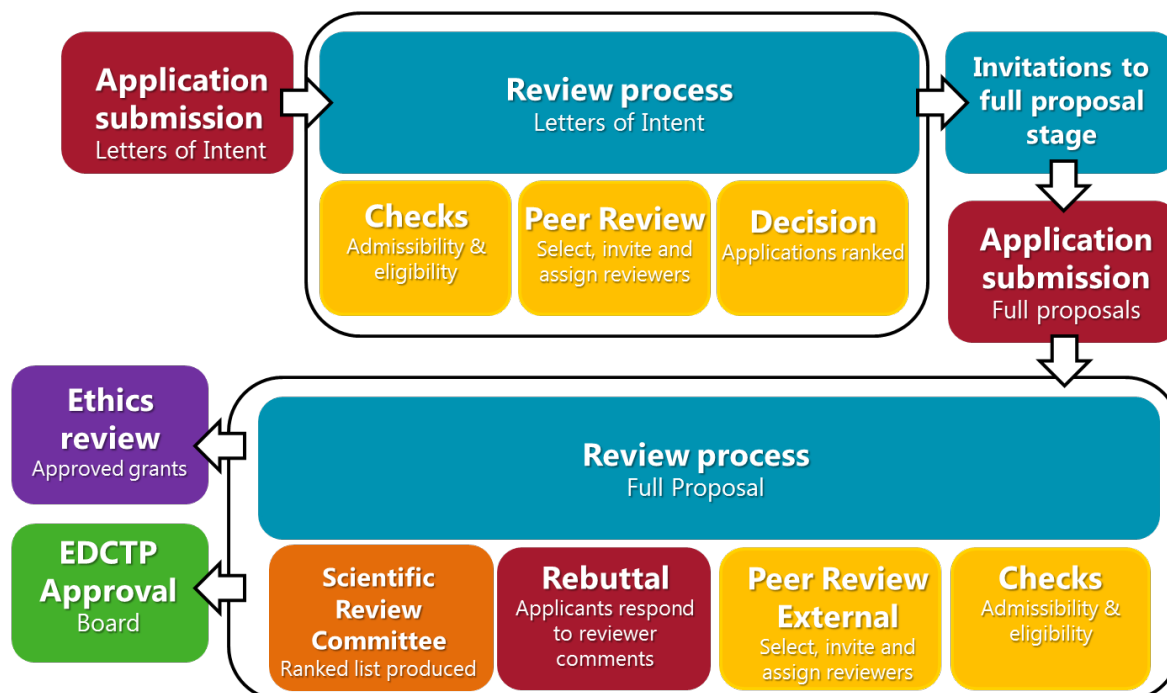 Application
submission
Letters of Intent
Review process
Letters of Intent
Checks
Admissibility &
eligibility
Peer Review
Select, invite and
assign reviewers
Decision
Applications ranked
Invitations to
full proposal
stage
Application
submission
Full proposals
Review process
Full Proposal
Checks
Admissibility &
eligibility
Peer Review
External
Select, invite and
assign reviewers
Rebuttal
Applicants respond
to reviewer
comments
Scientific
Review
Committee
Ranked list produced
Ethics
review
Approved grants
EDCTP
Approval
Board